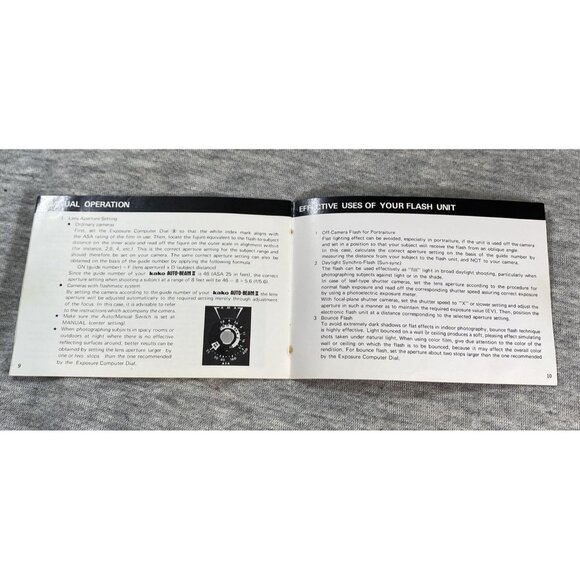 MANUAL OPERATION
1 Lens Aperture Setting
● Ordinary cameras
First, set the Exposure Computer Dial ⑧ so that the white index mark aligns with
the ASA rating of the film in use. Then, locate the figure equivalent to the flash-to-subject
distance on the inner scale and read off the figure on the outer scale in alignment with
(for instance, 2.8, 4, etc.). This is the correct aperture setting for the subject range and
should therefore be set on your camera. The same correct aperture setting can also be
obtained on the basis of the guide number by applying the following formula.
GN (guide number) = F (lens aperture) x D (subject distance)
Since the guide number of your kako AUTO-BEAM II is 46 (ASA 25 in feet), the correct
aperture setting when shooting a subject at a range of 8 feet will be 46 ÷ 8 = 5.6 (f/5.6).
● Cameras with flashmatic system
By setting the camera according to the guide number of your kako AUTO-BEAM II the lens
aperture will be adjusted automatically to the required setting merely through adjustment
of the focus. In this case, it is advisable to refer
to the instructions which accompany the camera.
● Make sure the Auto/Manual Switch is set at
MANUAL (center setting).
● When photographing subjects in spacy rooms or
outdoors at night where there is no effective
reflecting surfaces around, better results can be
obtained by setting the lens aperture larger by
one or two stops than the one recommended
by the Exposure Computer Dial.
9
EFFECTIVE USES OF YOUR FLASH UNIT
1 Off Camera Flash for Portraiture
Flat lighting effect can be avoided, especially in portraiture, if the unit is used off the camera
and set in a position so that your subject will receive the flash from an oblique angle.
In this case, calculate the correct aperture setting on the basis of the guide number by
measuring the distance from your subject to the flash unit, and NOT to your camera.
2 Daylight Synchro-Flash (Sun-sync)
The flash can be used effectively as "fill" light in broad daylight shooting, particularly when
photographing subjects against the light or in the shading.
In case of leaf-type shutter cameras, set the lens aperture according to the procedure for
normal flash exposure and read off the corresponding shutter speed assuring correct exposure
by using a photoelectric exposure meter.
With focal-plane shutter cameras, set the shutter speed to "X" or slower setting and adjust the
aperture in such a manner as to maintain the required exposure value (EV). Then, position the
electronic flash unit at a distance corresponding to the selected aperture setting.
3 Bounce Flash
To avoid extremely dark shadows or flat effects in indoor photography, bounce flash technique
is highly effective. Light bounced on a wall or ceiling produces a soft, pleasing effect simulating
shots taken under natural light. When using color film, give due attention to the color of the
wall or ceiling on which the flash is to be bounced, because it may affect the overall color
rendition. For Bounce flash, set the aperture about two stops larger than the one recommended
by the Exposure Computer Dial.
10